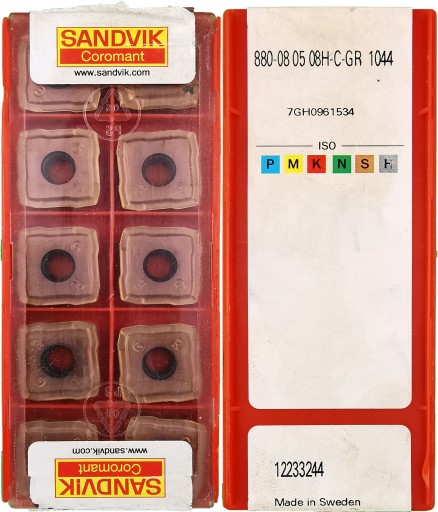 SANDVIK
Coromant
www.sandvik.com
www.sandvik.com
Coromant
SANDVIK
880-08 05 08H-C-GR 1044
7GH0961534
ISO
P M K N S H
12233244
Made in Sweden